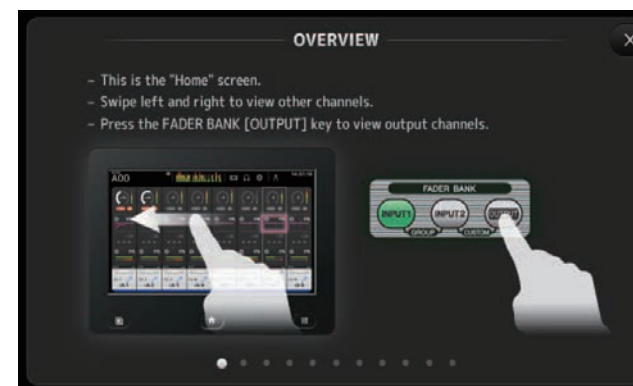 OVERVIEW
X
– This is the "Home" screen.
– Swipe left and right to view other channels.
– Press the FADER BANK [OUTPUT] key to view output channels.
A00
FADER BANK
INPUT1 INPUT2 OUTPUT
GROUP CUSTOM